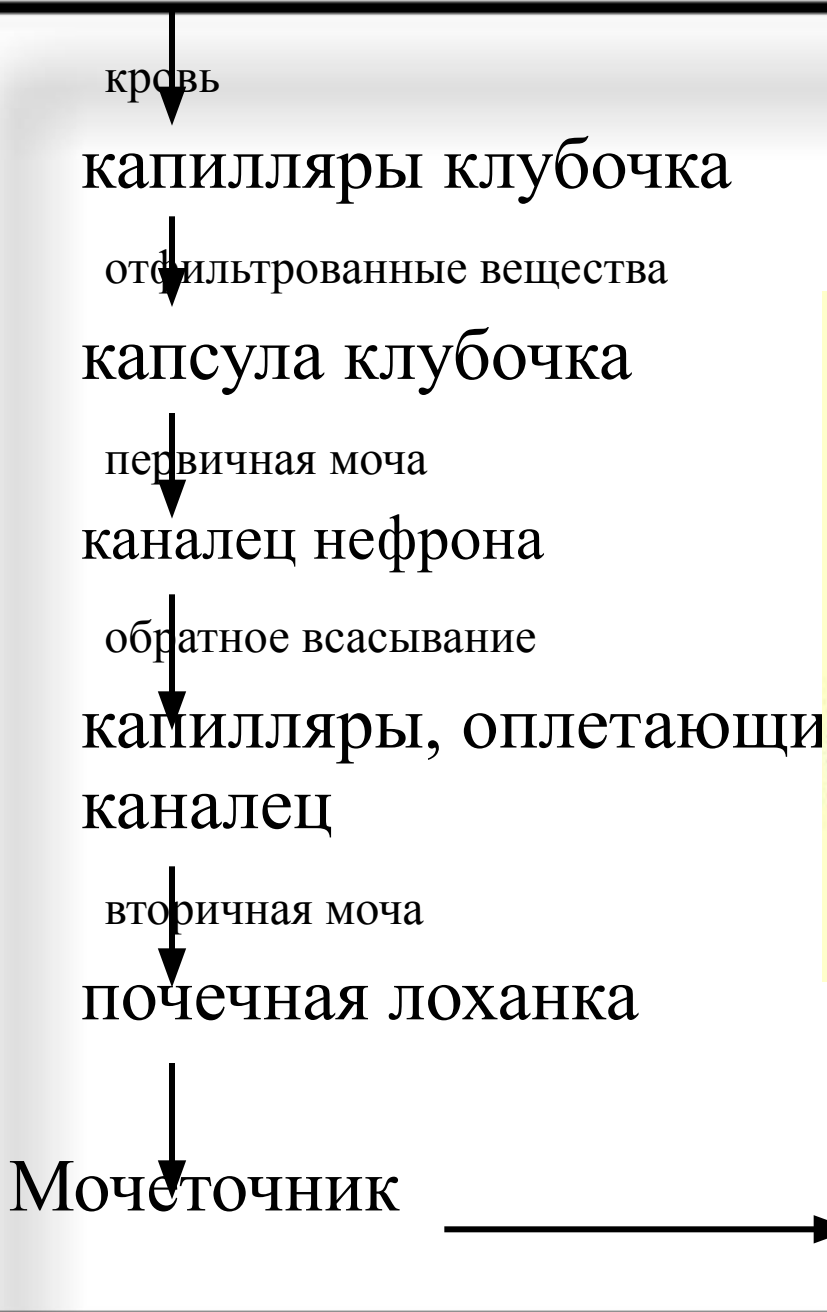 кровь
капилляры клубочка
отфильтрованные вещества
капсула клубочка
первичная моча
каналец нефрона
обратное всасывание
капилляры, оплетающи
каналец
вторичная моча
почечная лоханка
Мочеточник